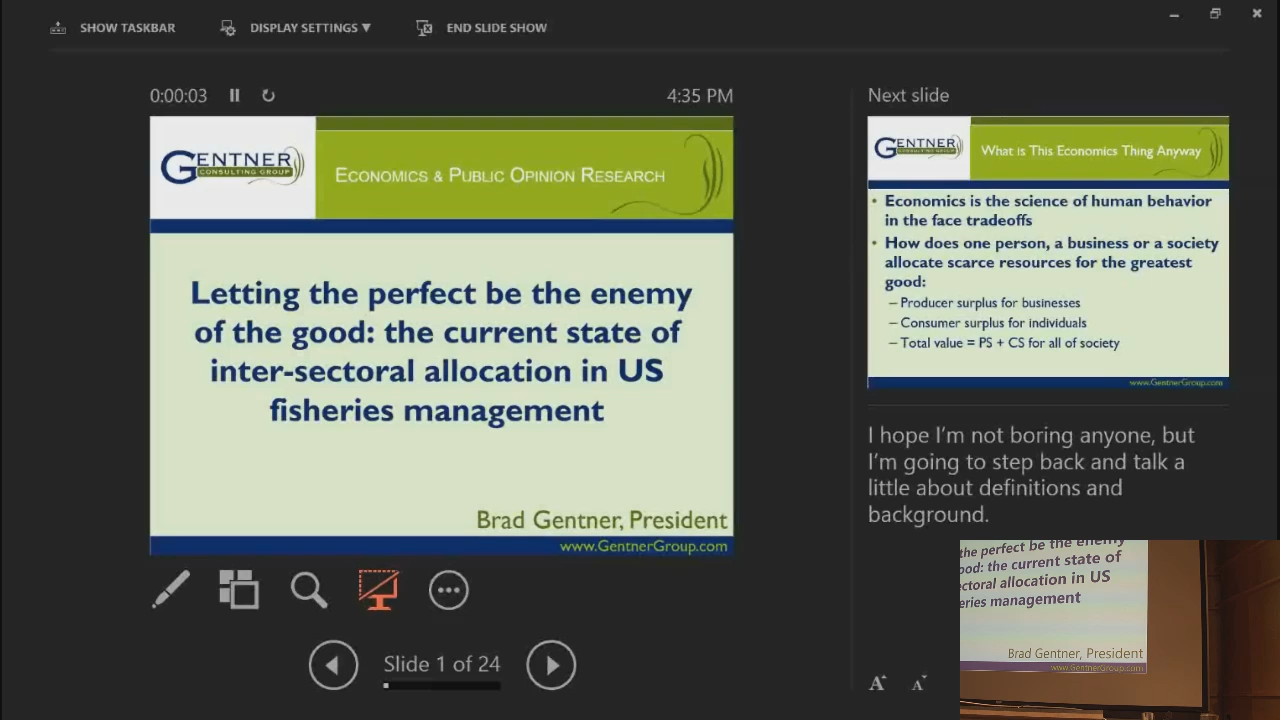 SHOW TASKBAR
DISPLAY SETTINGS ▼
END SLIDE SHOW
0:00:03
4:35 PM
GENTNER
CONSULTING GROUP
ECONOMICS & PUBLIC OPINION RESEARCH
Letting the perfect be the enemy
of the good: the current state of
inter-sectoral allocation in US
fisheries management
Brad Gentner, President
www.GentnerGroup.com
Slide 1 of 24
Next slide
GENTNER
CONSULTING GROUP
What is This Economics Thing Anyway
• Economics is the science of human behavior
in the face tradeoffs
• How does one person, a business or a society
allocate scarce resources for the greatest
good:
– Producer surplus for businesses
– Consumer surplus for individuals
– Total value = PS + CS for all of society
www.GentnerGroup.com
I hope I'm not boring anyone, but
I'm going to step back and talk a
little about definitions and
background.
A A
the perfect be the enemy
ood: the current state of
ctoral allocation in US
eries management
Brad Gentner, President
www.GentnerGroup.com